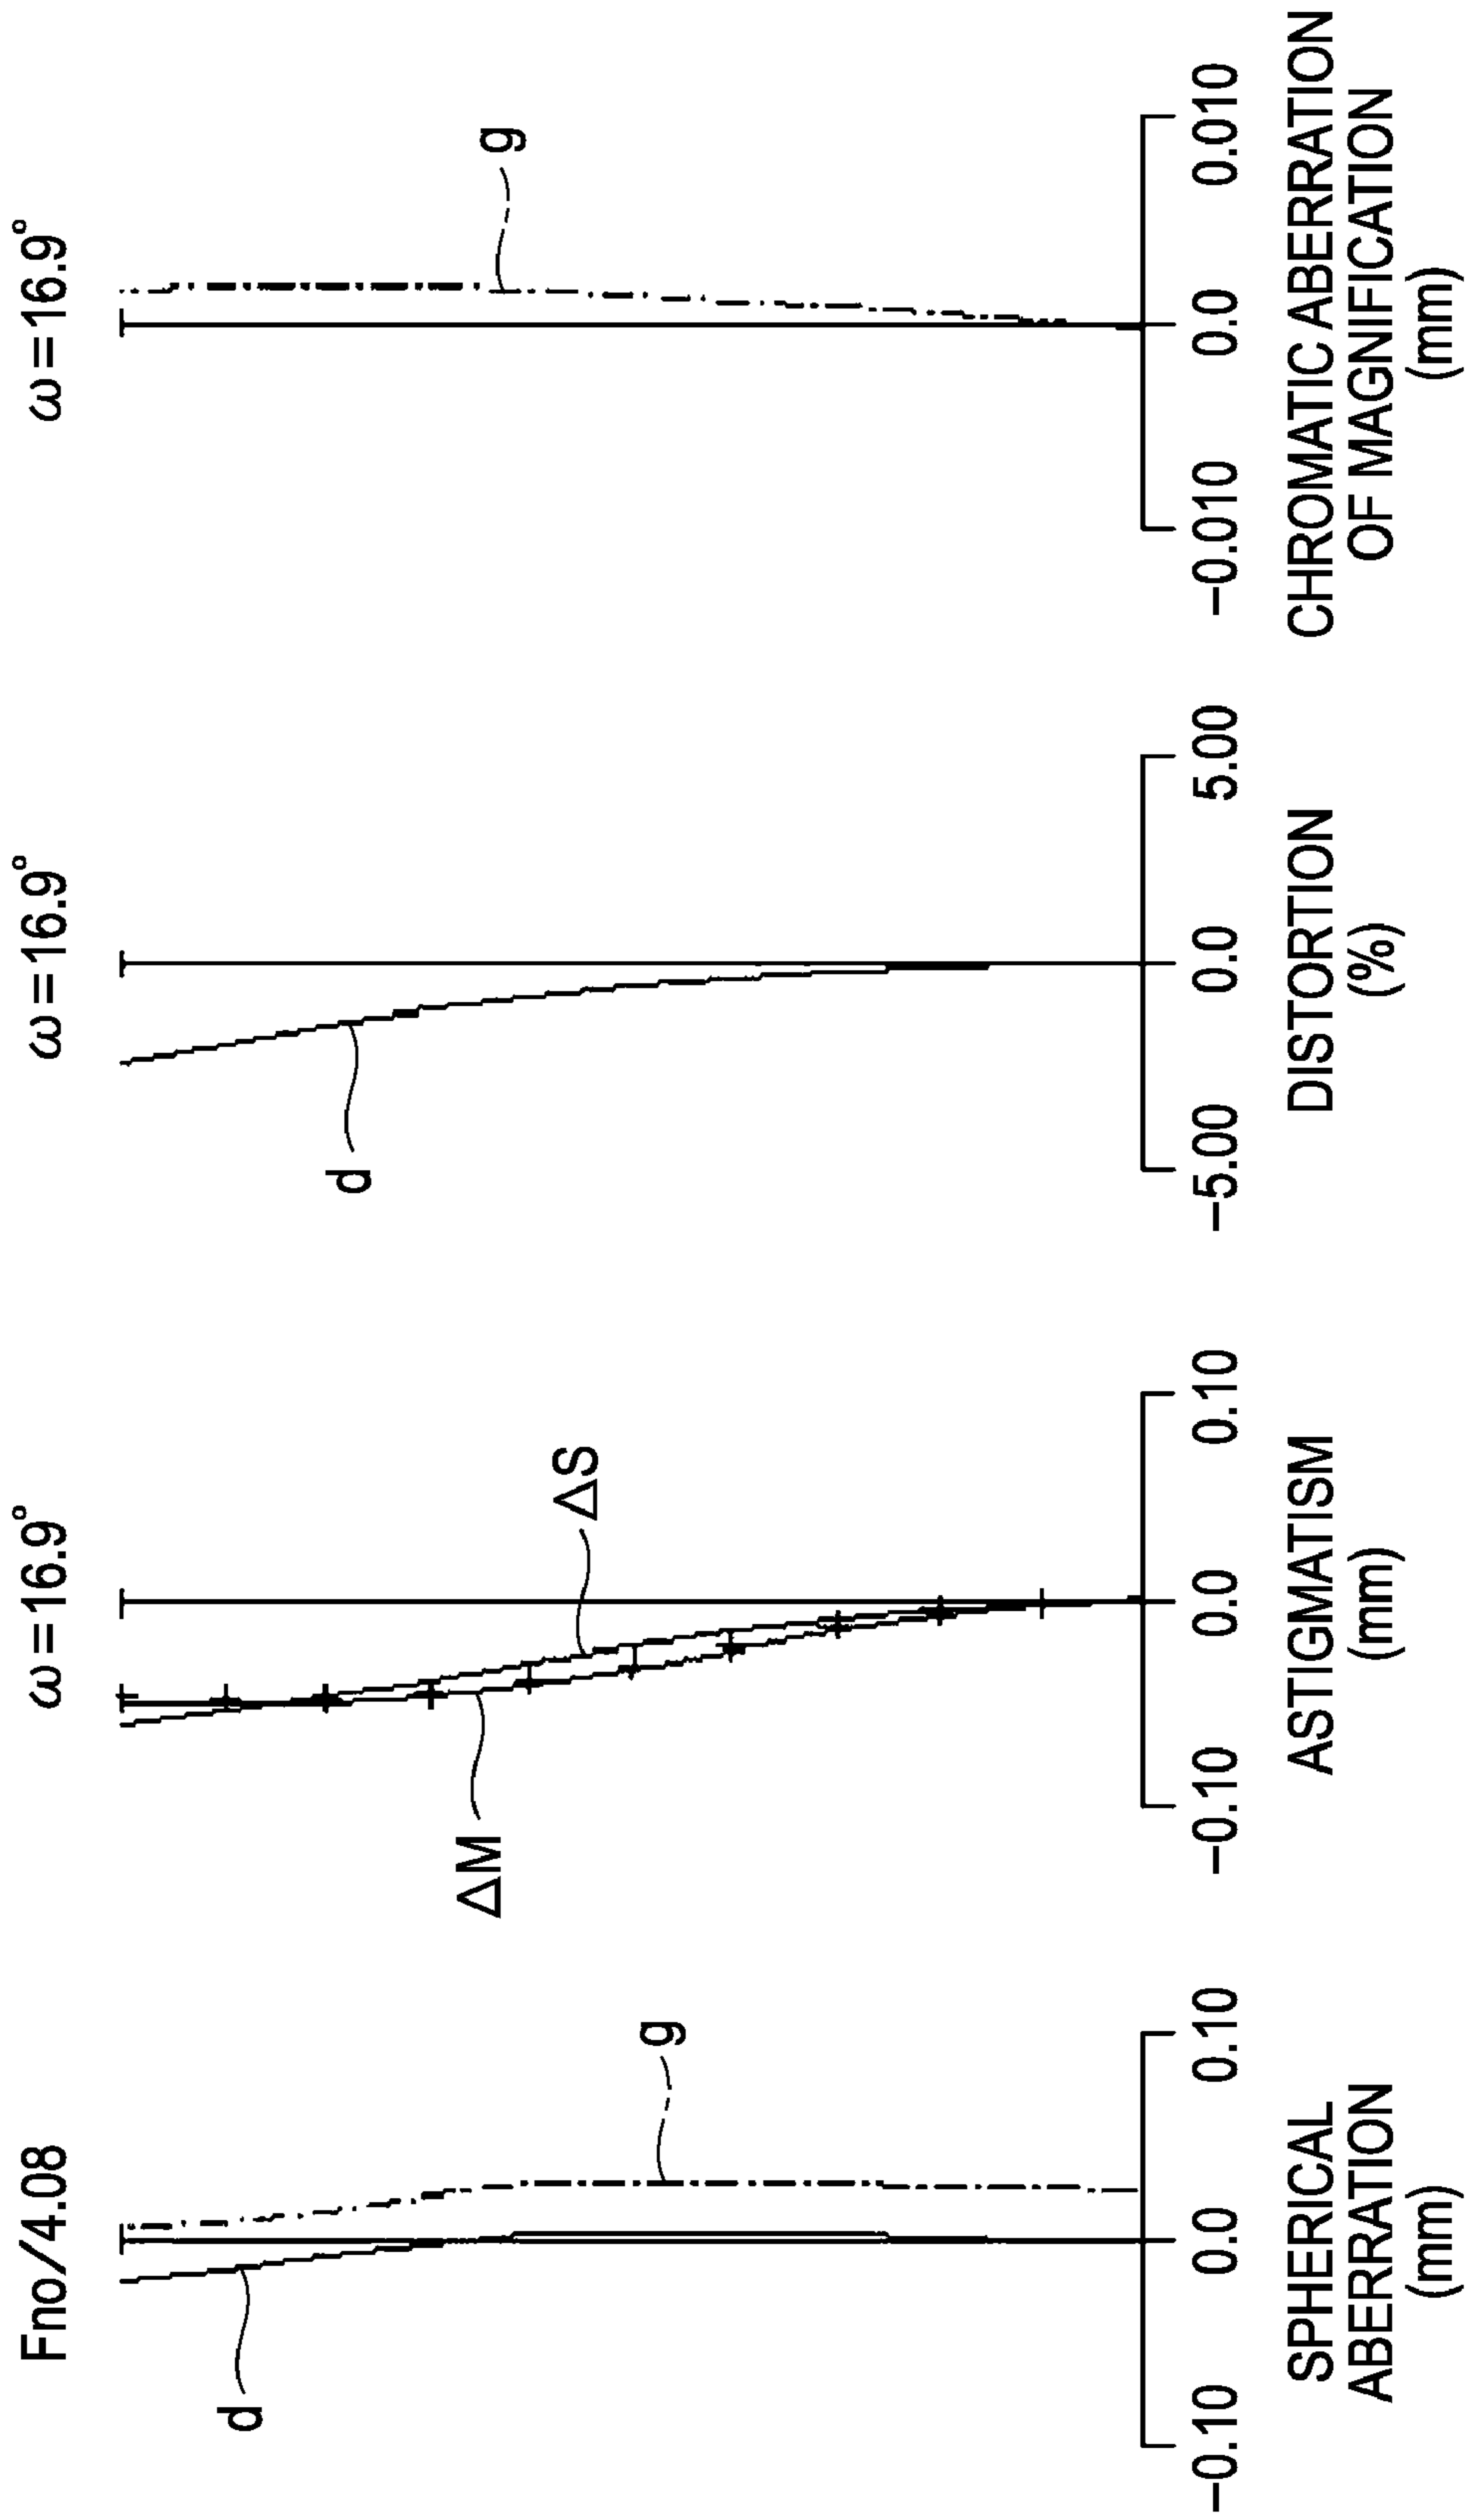 Fno/4.08
d
g
-0.10
0.0
0.10
SPHERICAL
ABERRATION
(mm)
ω=16.9°
ΔM
ΔS
-0.10
0.0
0.10
ASTIGMATISM
(mm)
ω=16.9°
d
-5.00
0.0
5.00
DISTORTION
(%)
ω=16.9°
g
-0.010
0.0
0.010
CHROMATIC ABERRATION
OF MAGNIFICATION
(mm)